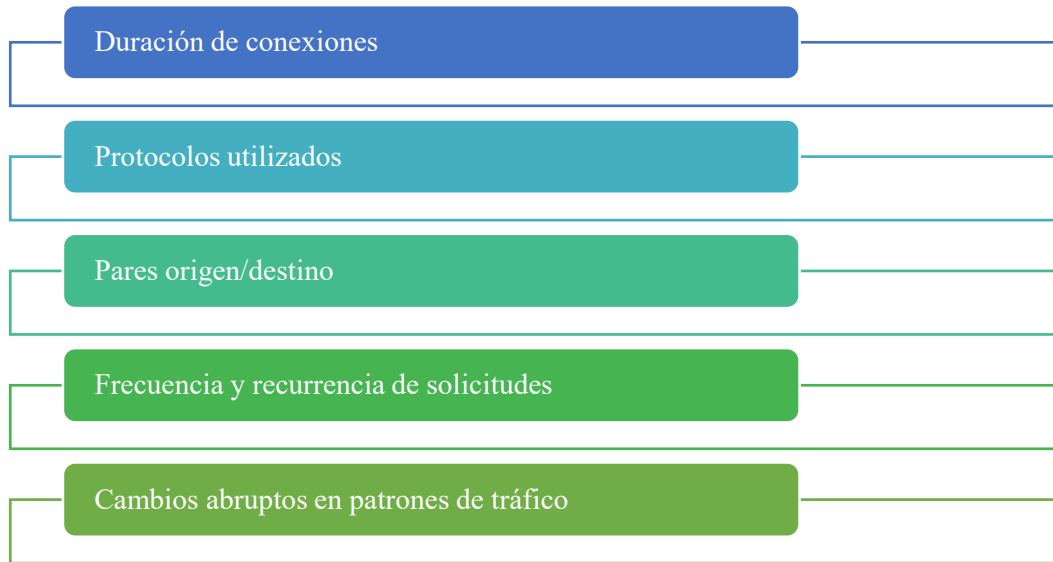 Duración de conexiones
Protocolos utilizados
Pares origen/destino
Frecuencia y recurrencia de solicitudes
Cambios abruptos en patrones de tráfico